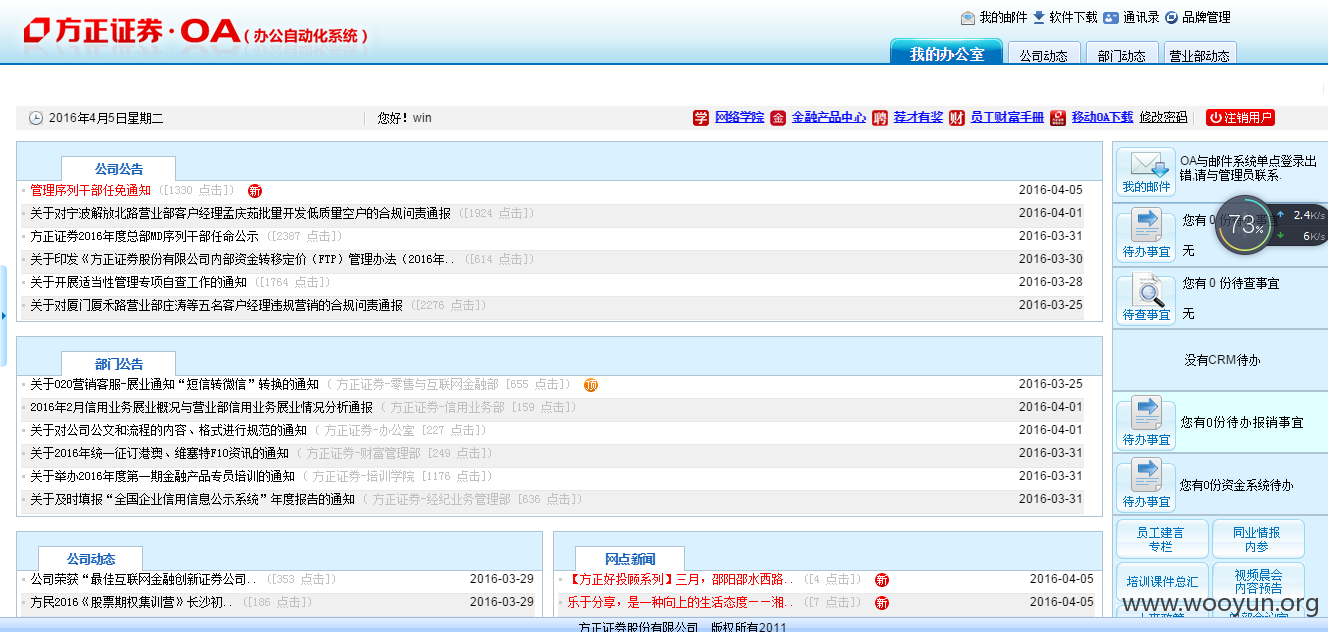 方正证券·OA(办公自动化系统)
我的邮件 软件下载 通讯录 品牌管理
我的办公室 公司动态 部门动态 营业部动态
2016年4月5日星期二 您好！win 学 网络学院 金 金融产品中心 聘 荐才有奖 财 员工财富手册 移动OA下载 修改密码 注销用户
公司公告
管理序列干部任免通知 ([1330 点击]) 新 2016-04-05
关于对宁波解放北路营业部客户经理孟庆茹批量开发低质量空户的合规问责通报 ([1924 点击]) 2016-04-01
方正证券2016年度总部MD序列干部任命公示 ([2387 点击]) 2016-03-31
关于印发《方正证券股份有限公司内部资金转移定价（FTP）管理办法（2016年.. ([614 点击]) 2016-03-30
关于开展适当性管理专项自查工作的通知 ([1764 点击]) 2016-03-28
关于对厦门厦禾路营业部庄涛等五名客户经理违规营销的合规问责通报 ([2276 点击]) 2016-03-25
部门公告
关于O2O营销客服-展业通知“短信转微信”转换的通知 ( 方正证券-零售与互联网金融部 [655 点击]) 顶 2016-03-25
2016年2月信用业务展业概况与营业部信用业务展业情况分析通报 ( 方正证券-信用业务部 [159 点击]) 2016-04-01
关于对公司公文和流程的内容、格式进行规范的通知 ( 方正证券-办公室 [227 点击]) 2016-04-01
关于2016年统一征订港澳、维塞特F10资讯的通知 ( 方正证券-财富管理部 [249 点击]) 2016-03-31
关于举办2016年度第一期金融产品专员培训的通知 ( 方正证券-培训学院 [1176 点击]) 2016-03-31
关于及时填报“全国企业信用信息公示系统”年度报告的通知 ( 方正证券-经纪业务管理部 [636 点击]) 2016-03-31
公司动态
公司荣获“最佳互联网金融创新证券公司.. ([353 点击]) 2016-03-29
方民2016《股票期权集训营》长沙初.. ([186 点击]) 2016-03-29
网点新闻
【方正好投顾系列】三月，邵阳邵水西路.. ([4 点击]) 新 2016-04-05
乐于分享，是一种向上的生活态度——湘.. ([7 点击]) 新 2016-04-05
我的邮件
OA与邮件系统单点登录出
错,请与管理员联系.
待办事宜
您有 0 份待办事宜
无
73% 2.4K/s
6K/s
待查事宜
您有 0 份待查事宜
无
没有CRM待办
待办事宜
您有0份待办报销事宜
待办事宜
您有0份资金系统待办
员工建言
专栏
同业情报
内参
培训课件总汇
视频晨会
内容预告
www.wooyun.org
方正证券股份有限公司 版权所有2011